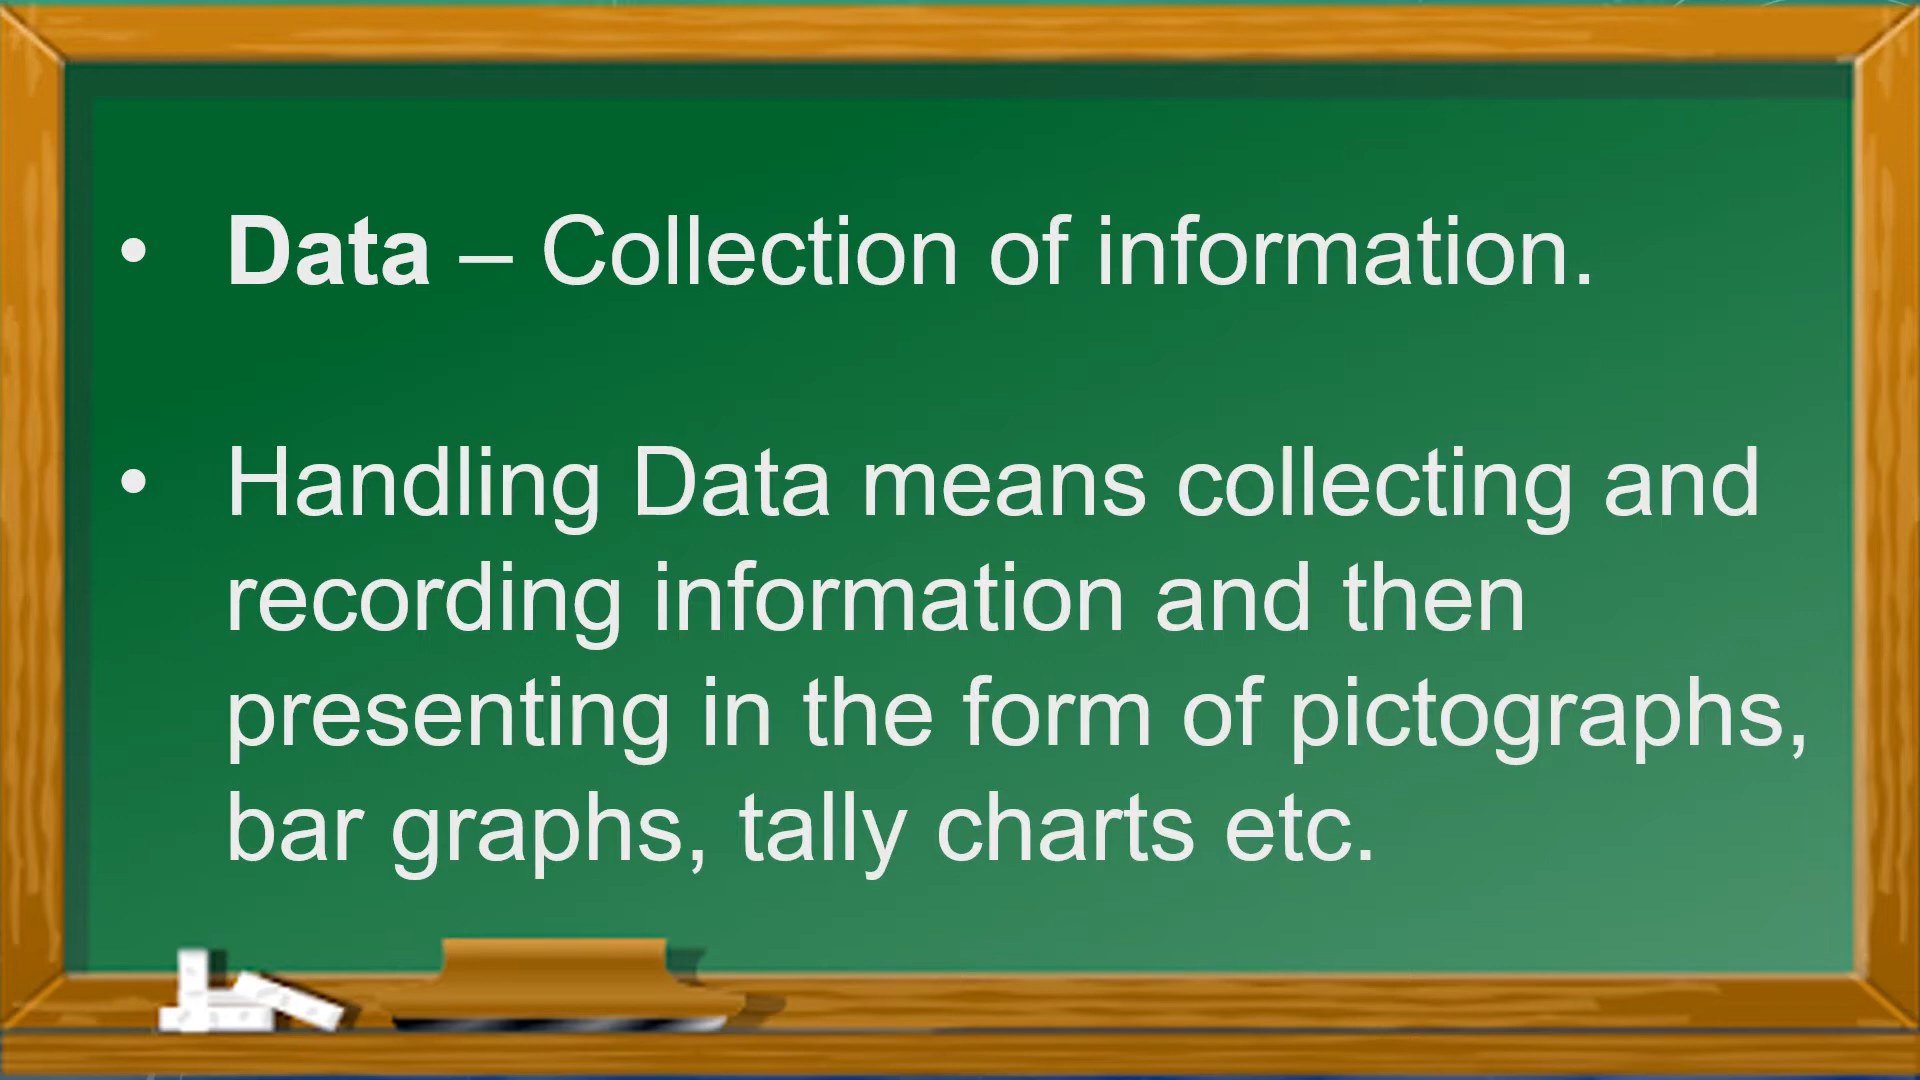 • Data – Collection of information.
• Handling Data means collecting and
recording information and then
presenting in the form of pictographs,
bar graphs, tally charts etc.